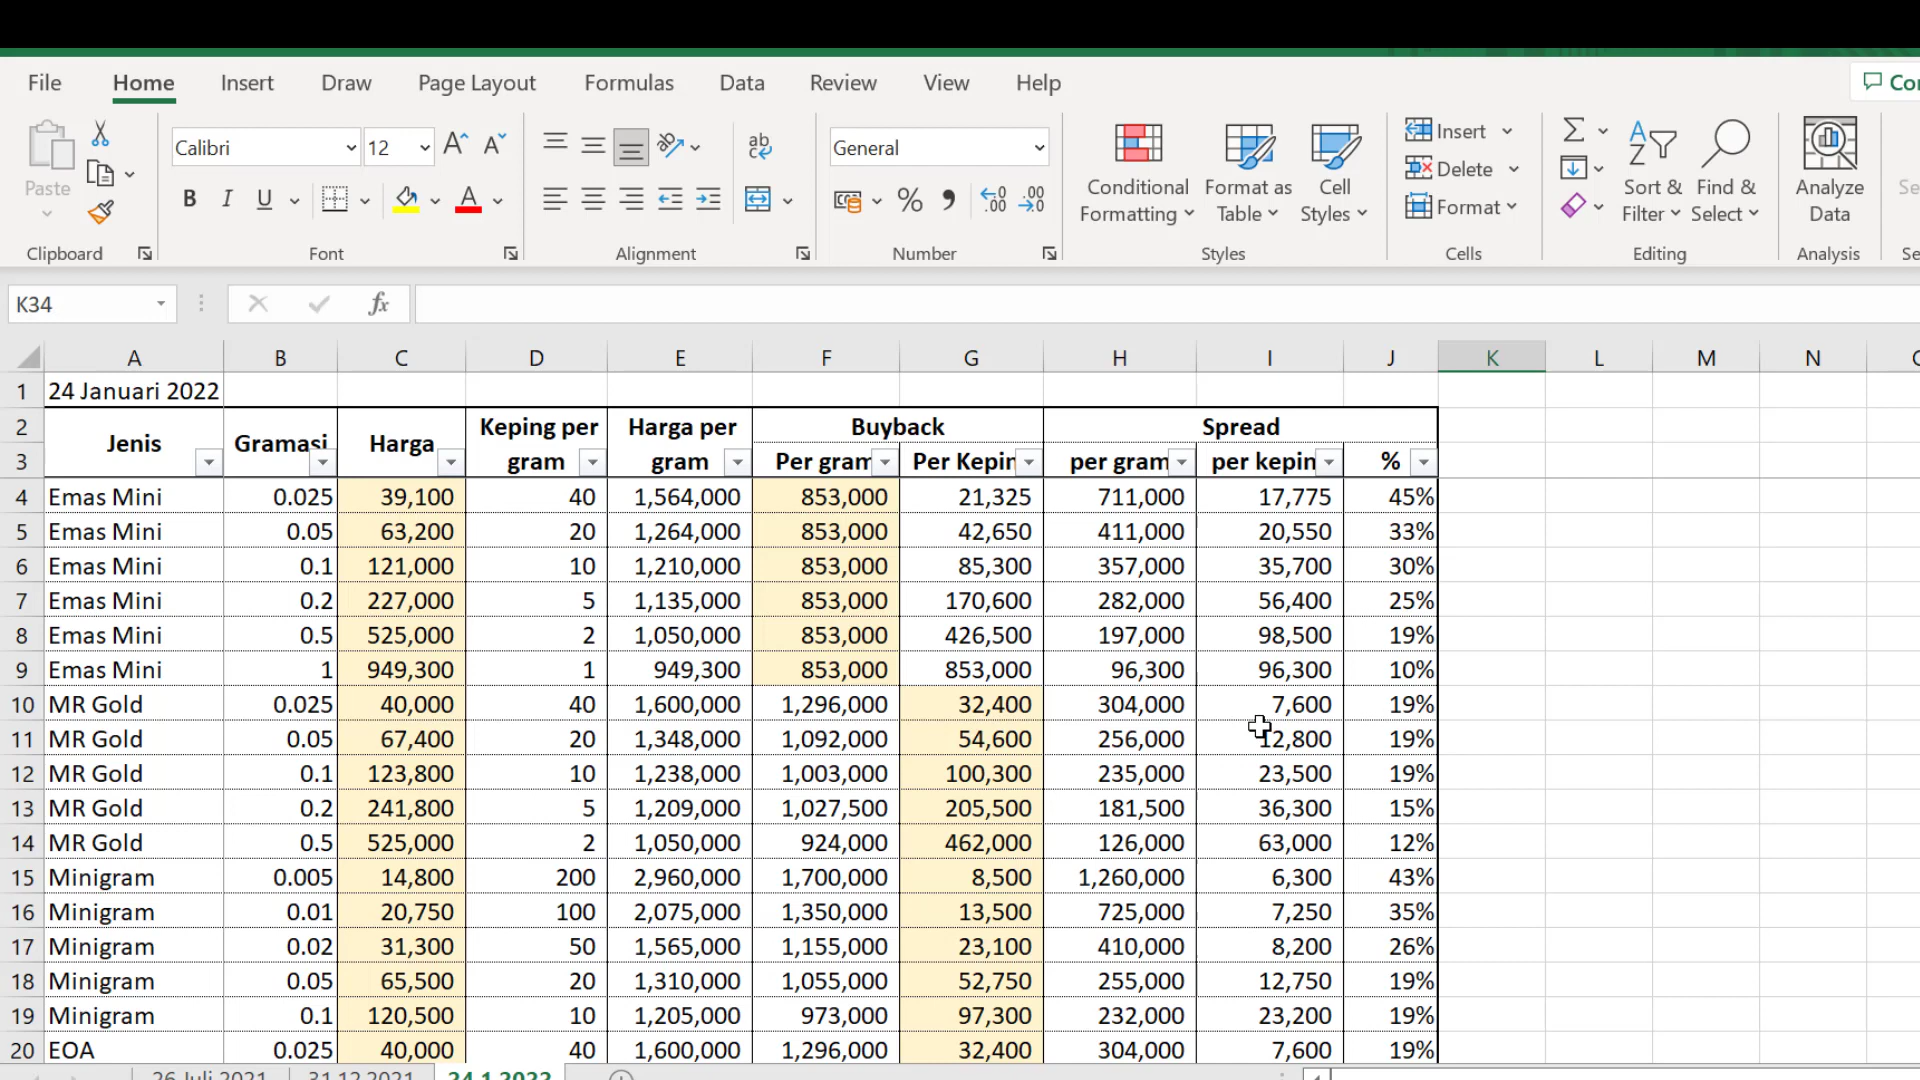 File Home Insert Draw Page Layout Formulas Data Review View Help
Calibri 12 General
Paste
Conditional Formatting
Format as Table
Cell Styles
Insert
Delete
Format
Sort & Filter
Find & Select
Analyze Data
Clipboard Font Alignment Number Styles Cells Editing Analysis
K34 fx
A B C D E F G H I J K L M N
1 24 Januari 2022
2 Jenis Gramasi Harga Keping per gram Harga per gram Buyback Spread
3 Per gram Per Keping per gram per keping %
4 Emas Mini 0.025 39,100 40 1,564,000 853,000 21,325 711,000 17,775 45%
5 Emas Mini 0.05 63,200 20 1,264,000 853,000 42,650 411,000 20,550 33%
6 Emas Mini 0.1 121,000 10 1,210,000 853,000 85,300 357,000 35,700 30%
7 Emas Mini 0.2 227,000 5 1,135,000 853,000 170,600 282,000 56,400 25%
8 Emas Mini 0.5 525,000 2 1,050,000 853,000 426,500 197,000 98,500 19%
9 Emas Mini 1 949,300 1 949,300 853,000 853,000 96,300 96,300 10%
10 MR Gold 0.025 40,000 40 1,600,000 1,296,000 32,400 304,000 7,600 19%
11 MR Gold 0.05 67,400 20 1,348,000 1,092,000 54,600 256,000 12,800 19%
12 MR Gold 0.1 123,800 10 1,238,000 1,003,000 100,300 235,000 23,500 19%
13 MR Gold 0.2 241,800 5 1,209,000 1,027,500 205,500 181,500 36,300 15%
14 MR Gold 0.5 525,000 2 1,050,000 924,000 462,000 126,000 63,000 12%
15 Minigram 0.005 14,800 200 2,960,000 1,700,000 8,500 1,260,000 6,300 43%
16 Minigram 0.01 20,750 100 2,075,000 1,350,000 13,500 725,000 7,250 35%
17 Minigram 0.02 31,300 50 1,565,000 1,155,000 23,100 410,000 8,200 26%
18 Minigram 0.05 65,500 20 1,310,000 1,055,000 52,750 255,000 12,750 19%
19 Minigram 0.1 120,500 10 1,205,000 973,000 97,300 232,000 23,200 19%
20 EOA 0.025 40,000 40 1,600,000 1,296,000 32,400 304,000 7,600 19%
26 Juli 2021 31.12.2021 24.1.2022